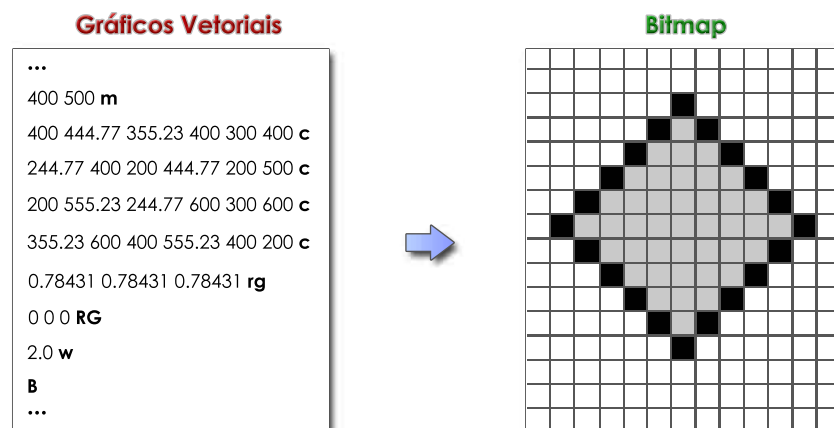 Gráficos Vetoriais
...
400 500 m
400 444.77 355.23 400 300 400 c
244.77 400 200 444.77 200 500 c
200 555.23 244.77 600 300 600 c
355.23 600 400 555.23 400 200 c
0.78431 0.78431 0.78431 rg
0 0 0 RG
2.0 w
B
...
Bitmap